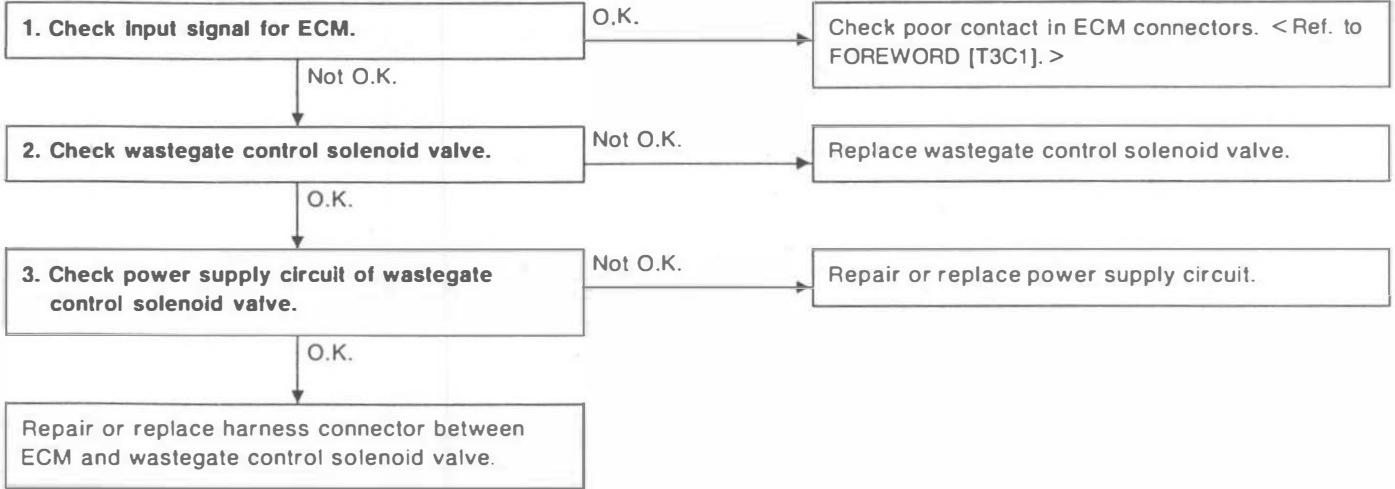 1. Check input signal for ECM.
O.K.
Check poor contact in ECM connectors. <Ref. to
FOREWORD [T3C1].>
Not O.K.
2. Check wastegate control solenoid valve.
Not O.K.
Replace wastegate control solenoid valve.
O.K.
3. Check power supply circuit of wastegate
control solenoid valve.
Not O.K.
Repair or replace power supply circuit.
O.K.
Repair or replace harness connector between
ECM and wastegate control solenoid valve.